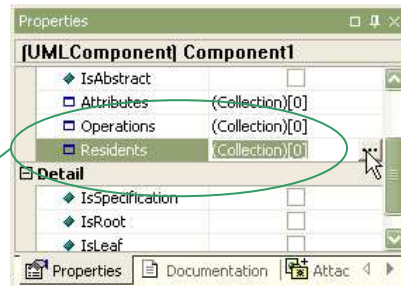 Properties
(UMLComponent) Component1
IsAbstract
Attributes (Collection)[0]
Operations (Collection)[0]
Residents (Collection)[0] ...
Detail
IsSpecification
IsRoot
IsLeaf
Properties Documentation Attac